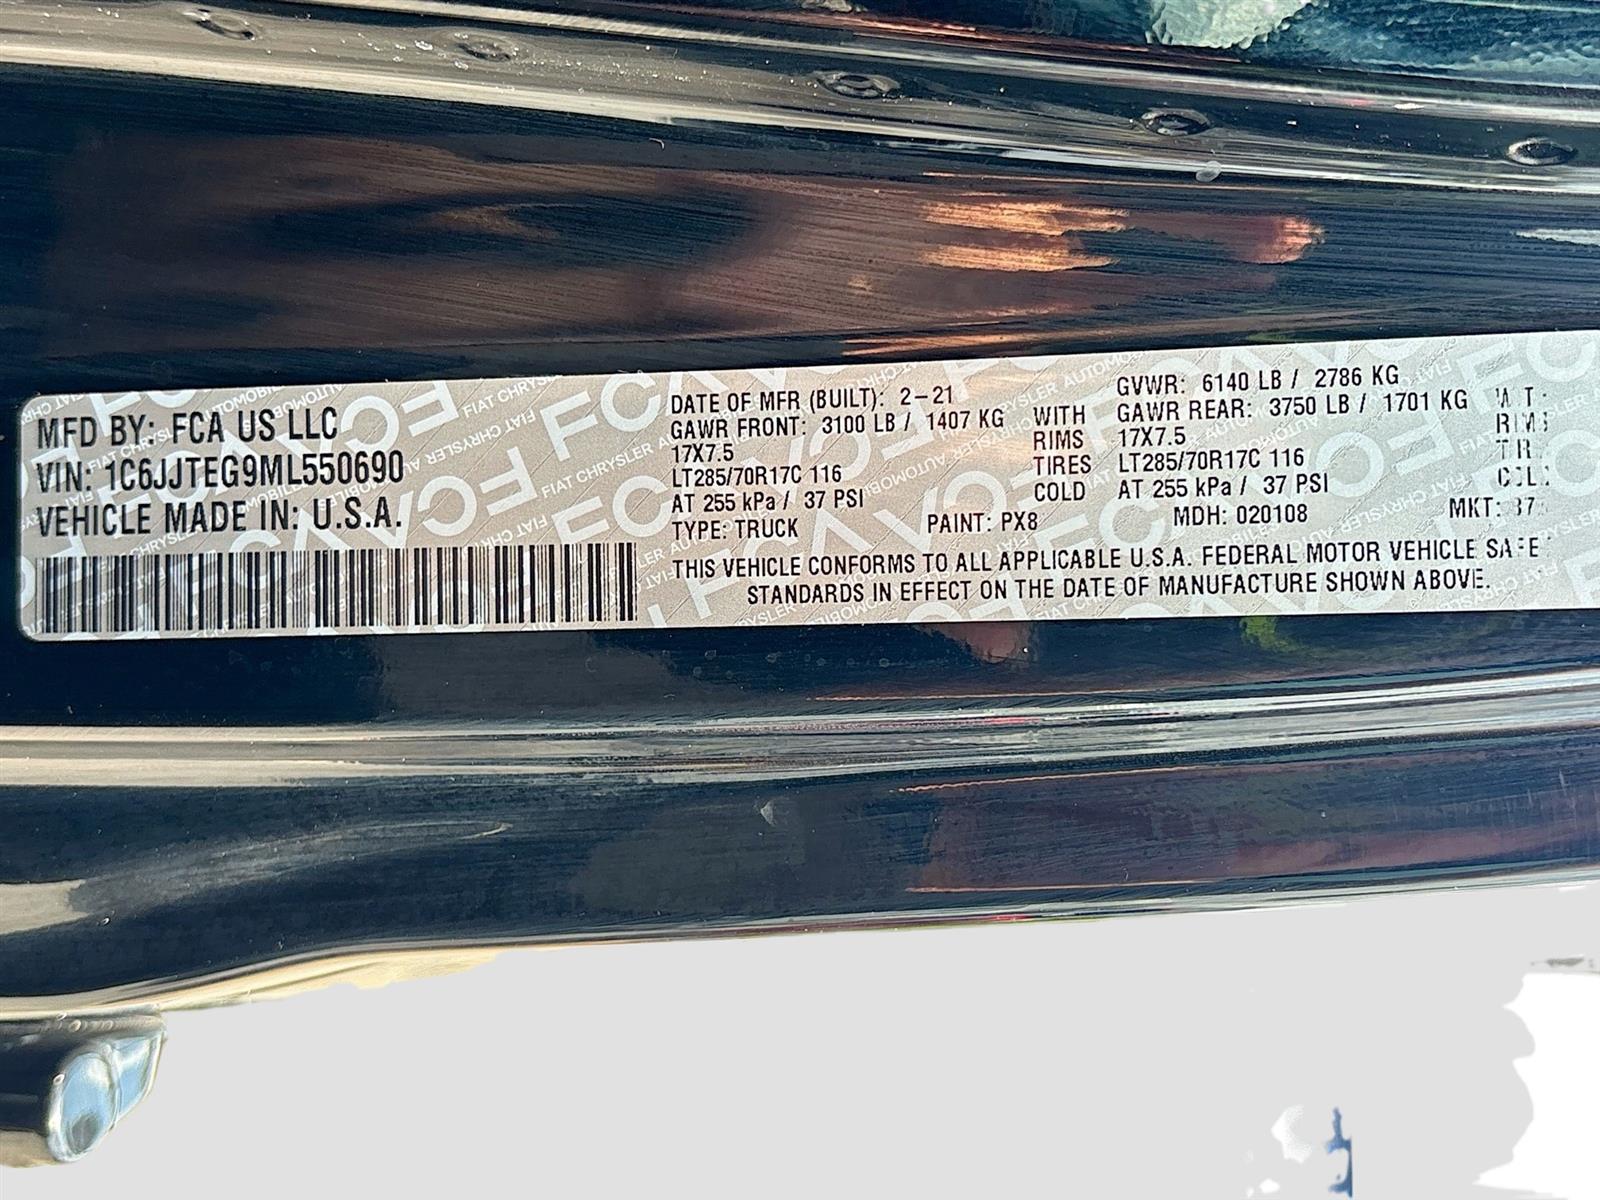 MFD BY: FCA US LLC
VIN: 1C6JJTEG9ML550690
VEHICLE MADE IN: U.S.A.
DATE OF MFR (BUILT): 2-21
GAWR FRONT: 3100 LB / 1407 KG
17X7.5
LT285/70R17C 116
AT 255 kPa / 37 PSI
TYPE: TRUCK
WITH
RIMS
TIRES
COLD
GVWR: 6140 LB / 2786 KG
GAWR REAR: 3750 LB / 1701 KG
17X7.5
LT285/70R17C 116
AT 255 kPa / 37 PSI
PAINT: PX8 MDH: 020108 MKT:
THIS VEHICLE CONFORMS TO ALL APPLICABLE U.S.A. FEDERAL MOTOR VEHICLE
STANDARDS IN EFFECT ON THE DATE OF MANUFACTURE SHOWN ABOVE.